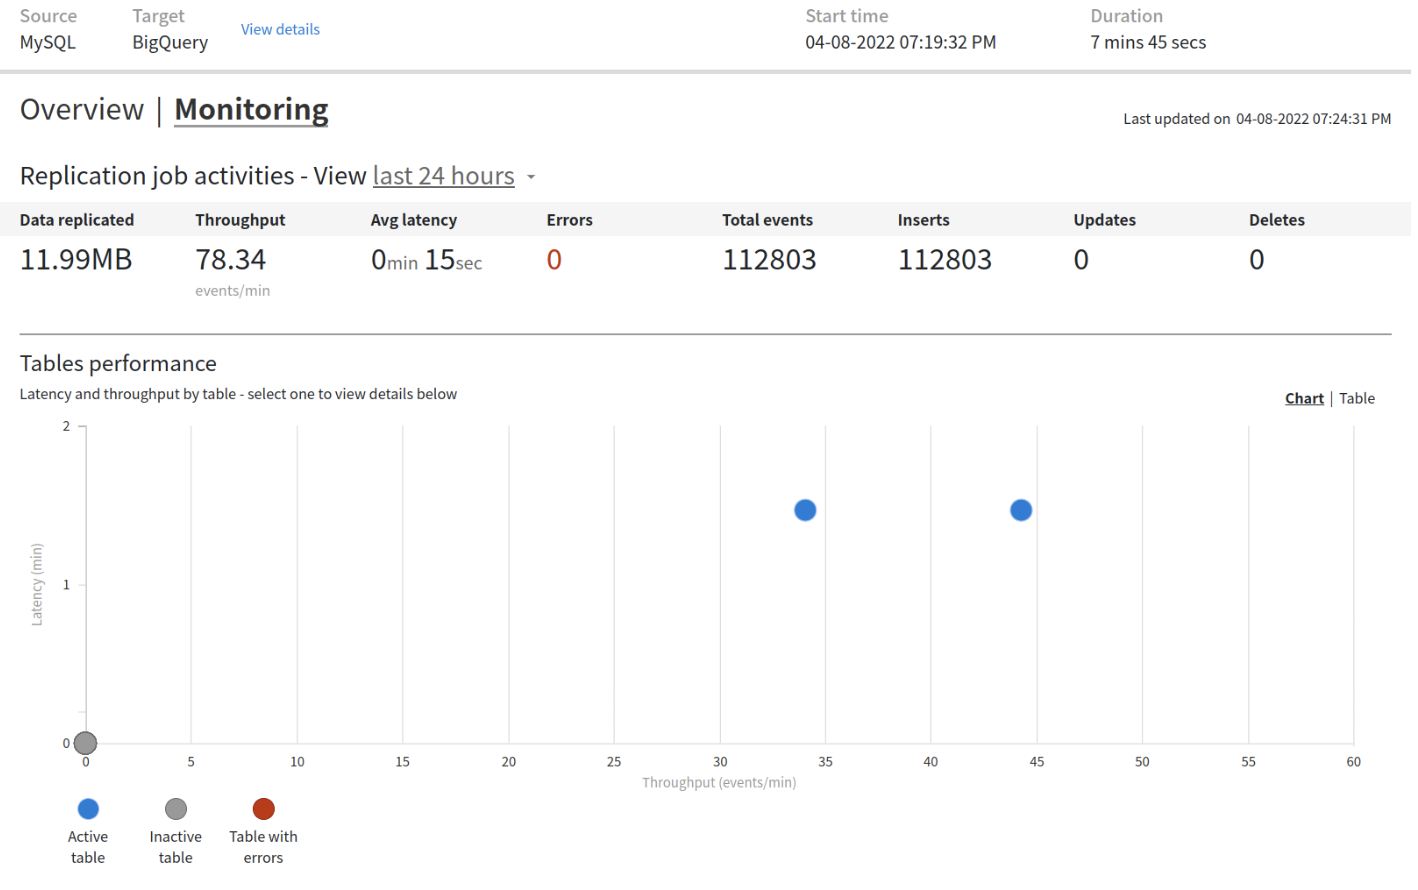 Source Target Start time Duration
MySQL BigQuery View details 04-08-2022 07:19:32 PM 7 mins 45 secs
Overview | Monitoring
Last updated on 04-08-2022 07:24:31 PM
Replication job activities - View last 24 hours
Data replicated Throughput Avg latency Errors Total events Inserts Updates Deletes
11.99MB 78.34 0min 15sec 0 112803 112803 0 0
events/min
Tables performance
Latency and throughput by table - select one to view details below
Chart | Table
2
1
0
Latency (min)
0 5 10 15 20 25 30 35 40 45 50 55 60
Throughput (events/min)
Active Inactive Table with
table table errors